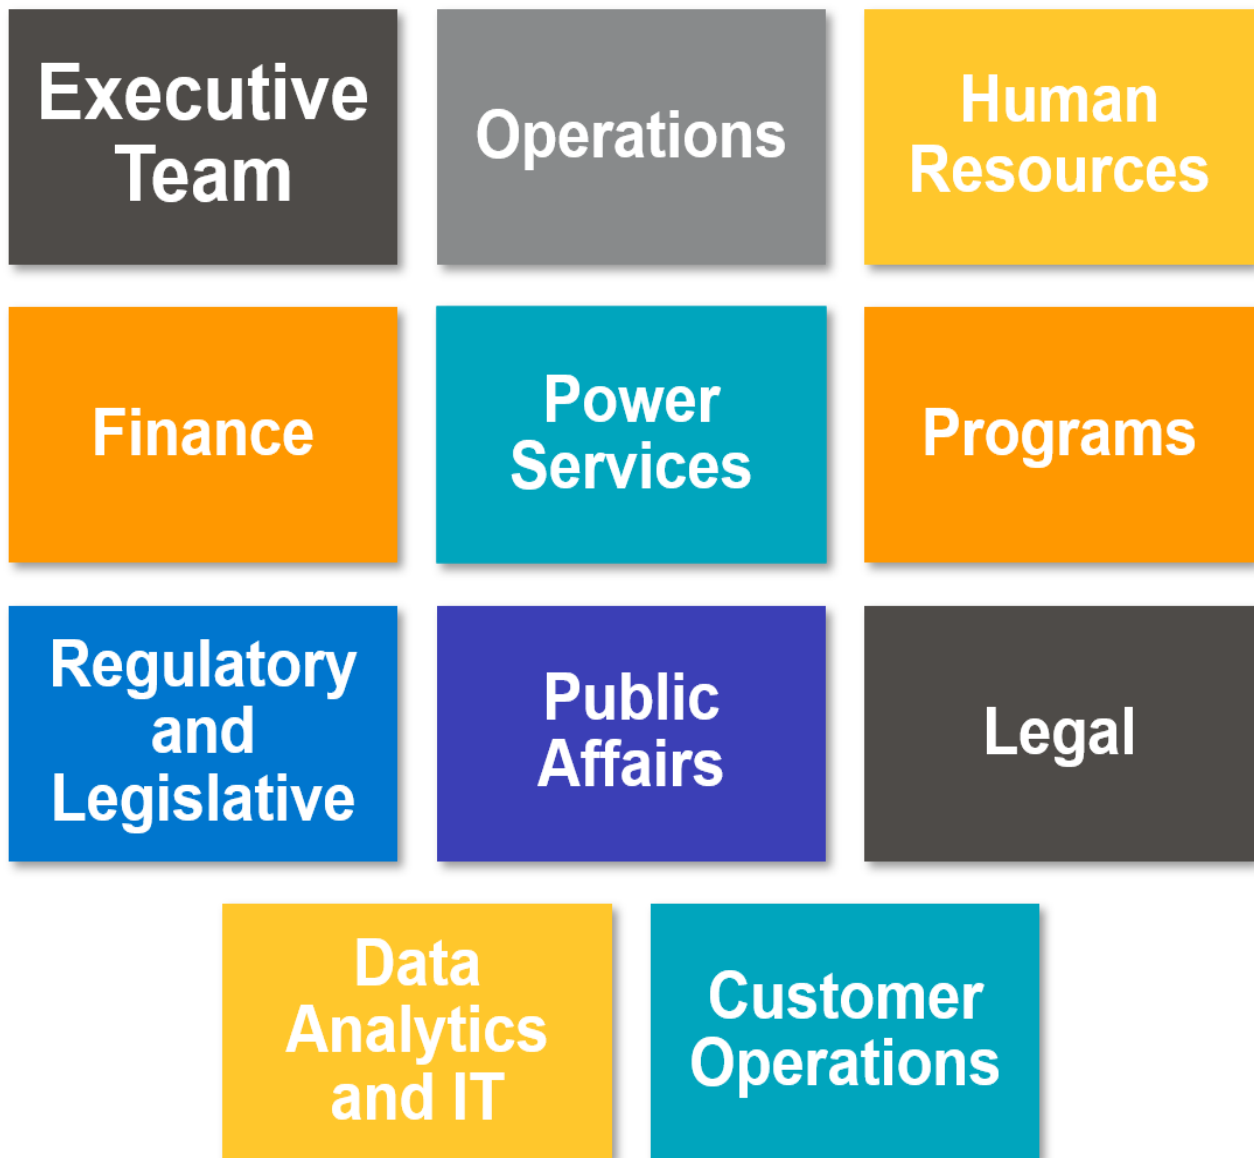 Executive
Team
Operations
Human
Resources
Finance
Power
Services
Programs
Regulatory
and
Legislative
Public
Affairs
Legal
Data
Analytics
and IT
Customer
Operations